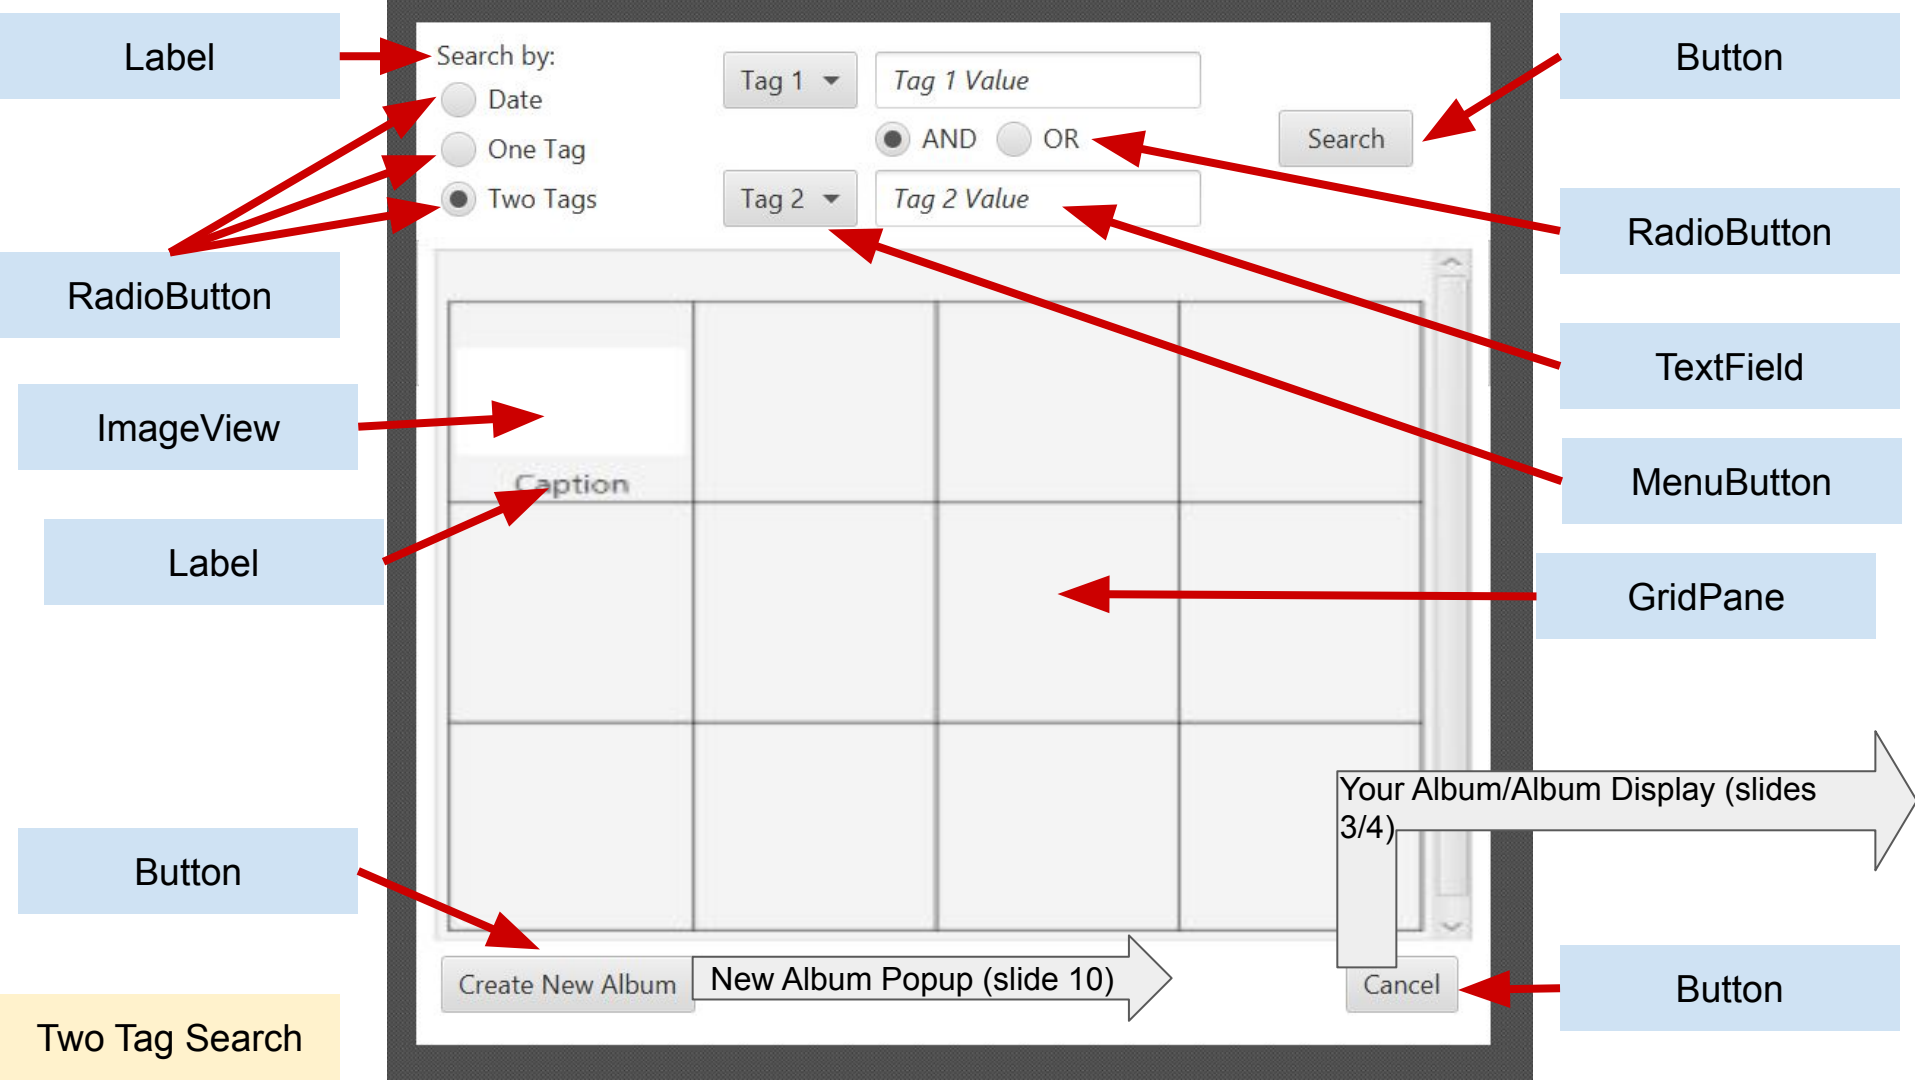 Label
Search by:
Date
One Tag
Two Tags
Tag 1
Tag 1 Value
AND
OR
Tag 2
Tag 2 Value
Search
Button
RadioButton
RadioButton
TextField
ImageView
Caption
MenuButton
Label
GridPane
Your Album/Album Display (slides
3/4)
Button
Create New Album
New Album Popup (slide 10)
Cancel
Button
Two Tag Search